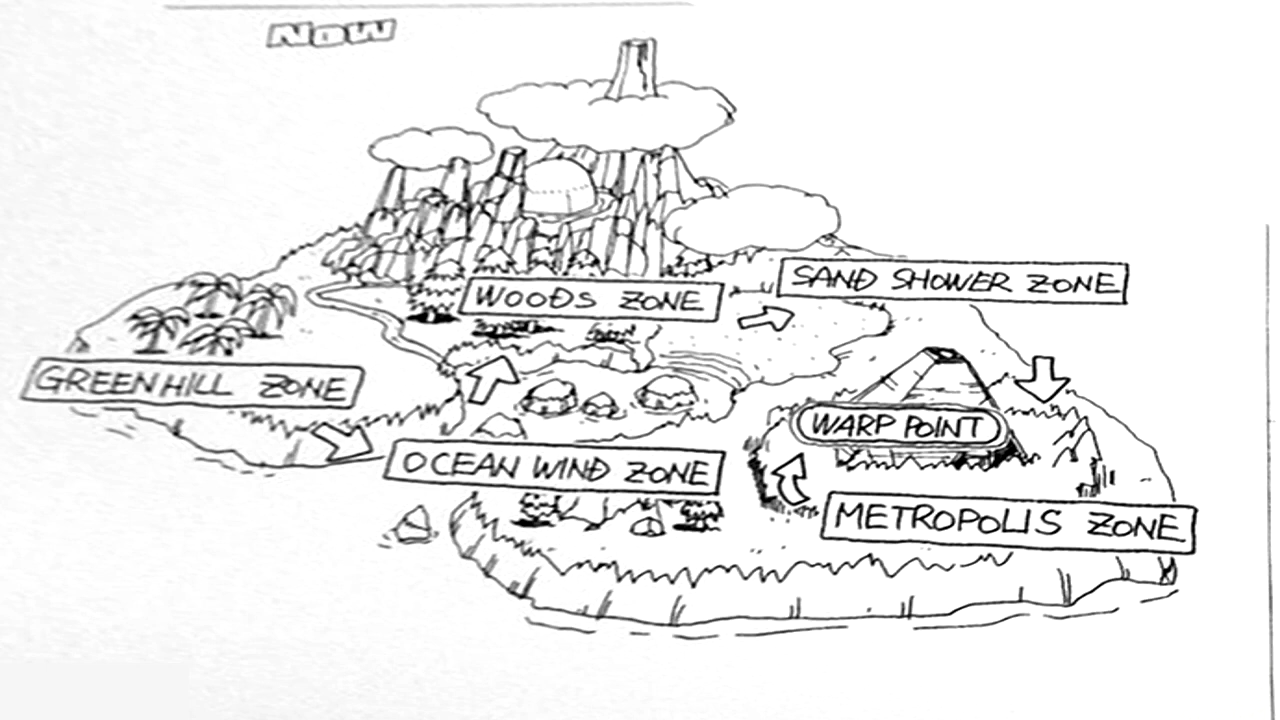 NOW
SAND SHOWER ZONE
WOODS ZONE
GREENHILL ZONE
WARP POINT
OCEAN WIND ZONE
METROPOLIS ZONE